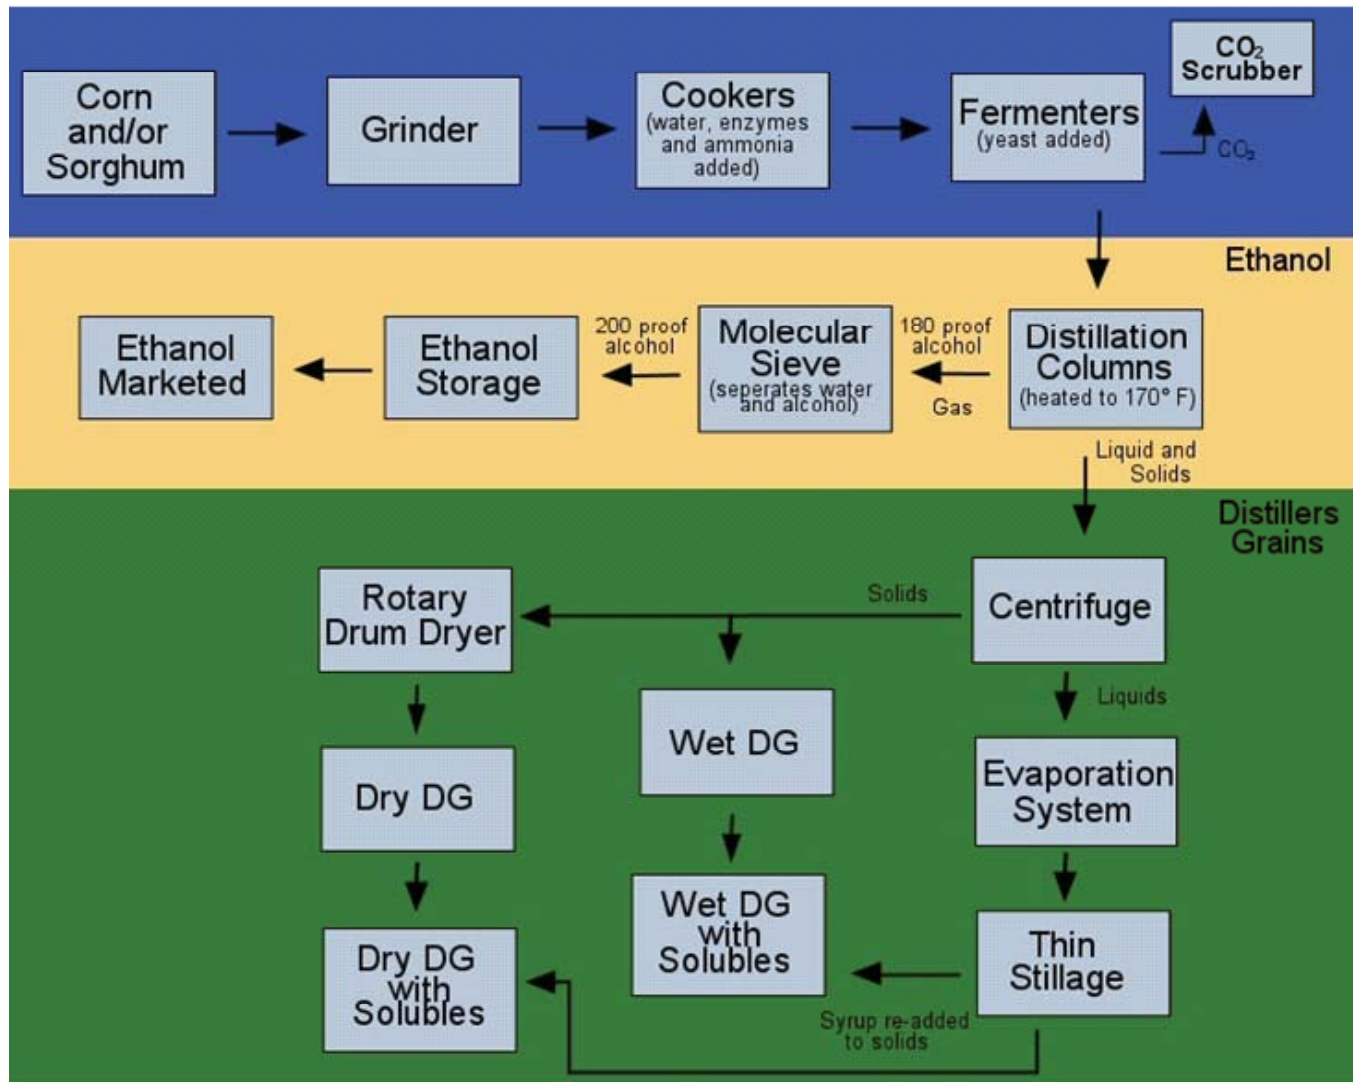 CO₂
Scrubber
Corn
and/or
Sorghum
Grinder
Cookers
(water, enzymes
and ammonia
added)
Fermenters
(yeast added)
CO₂
Ethanol
Ethanol
Marketed
Ethanol
Storage
200 proof
alcohol
Molecular
Sieve
(seperates water
and alcohol)
180 proof
alcohol
Gas
Distillation
Columns
(heated to 170° F)
Liquid and
Solids
Distillers
Grains
Rotary
Drum Dryer
Solids
Centrifuge
Liquids
Dry DG
Wet DG
Evaporation
System
Dry DG
with
Solubles
Wet DG
with
Solubles
Thin
Stillage
Syrup re-added
to solids